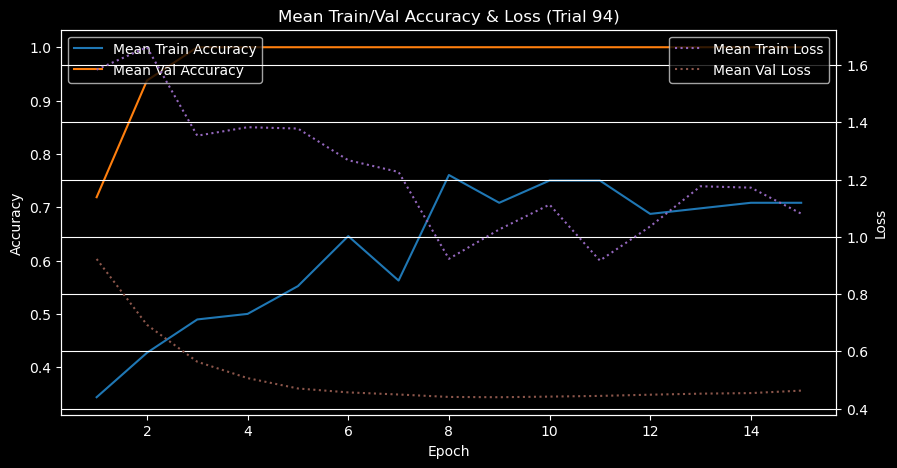 Mean Train/Val Accuracy & Loss (Trial 94)
Mean Train Accuracy
Mean Val Accuracy
Mean Train Loss
Mean Val Loss
1.0
0.9
0.8
0.7
0.6
0.5
0.4
Accuracy
1.6
1.4
1.2
1.0
0.8
0.6
0.4
Loss
2 4 6 8 10 12 14
Epoch